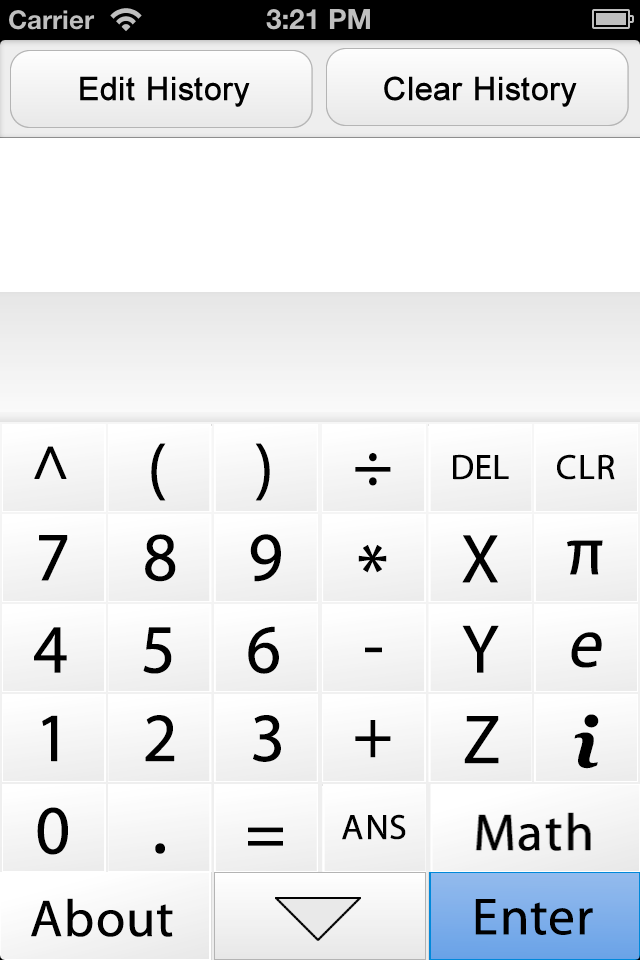 Carrier 3:21 PM
Edit History Clear History
^ ( ) ÷ DEL CLR
7 8 9 * X π
4 5 6 - Y e
1 2 3 + Z i
0 . = ANS Math
About Enter